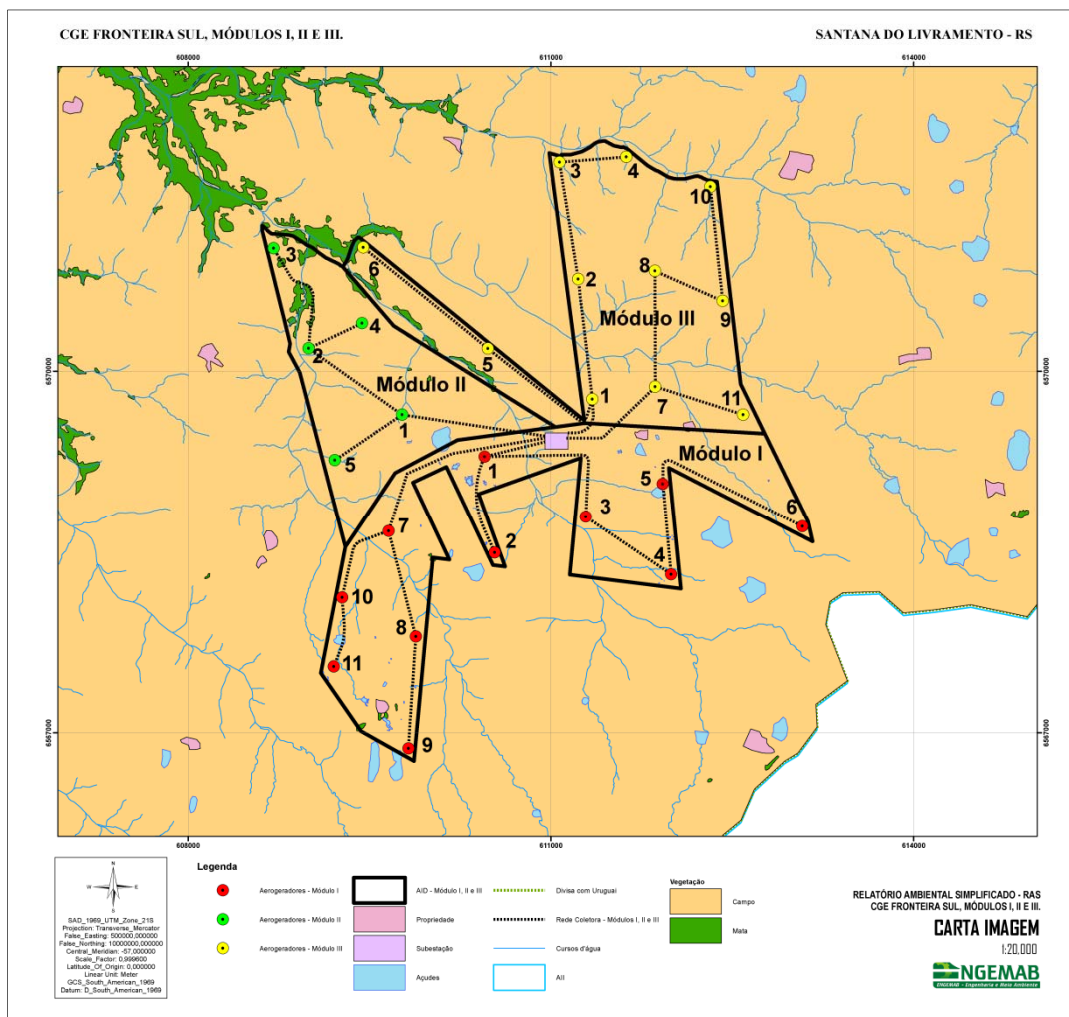 CGE FRONTEIRA SUL, MÓDULOS I, II E III.
SANTANA DO LIVRAMENTO - RS
608000
611000
614000
3
4
10
3
6
8
2
9
Módulo III
4
2
5
6570000
6570000
Módulo II
1
7
11
1
Módulo I
5
1
5
6
3
7
2
4
10
8
11
9
6567000
6567000
608000
611000
614000
N
W
E
S
SAD_1969_UTM_Zone_21S
Projection: Transverse_Mercator
False_Easting: 500000,000000
False_Northing: 10000000,000000
Central_Meridian: -57,000000
Scale_Factor: 0,999600
Latitude_Of_Origin: 0,000000
Linear Unit: Meter
GCS_South_American_1969
Datum: D_South_American_1969
Legenda
Aerogeradores - Módulo I
Aerogeradores - Módulo II
Aerogeradores - Módulo III
AID - Módulo I, II e III
Propriedade
Subestação
Açudes
Divisa com Uruguai
Rede Coletora - Módulos I, II e III
Cursos d'água
AII
Vegetação
Campo
Mata
RELATÓRIO AMBIENTAL SIMPLIFICADO - RAS
CGE FRONTEIRA SUL, MÓDULOS I, II E III.
CARTA IMAGEM
1:20,000
ENGEMAB
ENGEMAB - Engenharia e Meio Ambiente